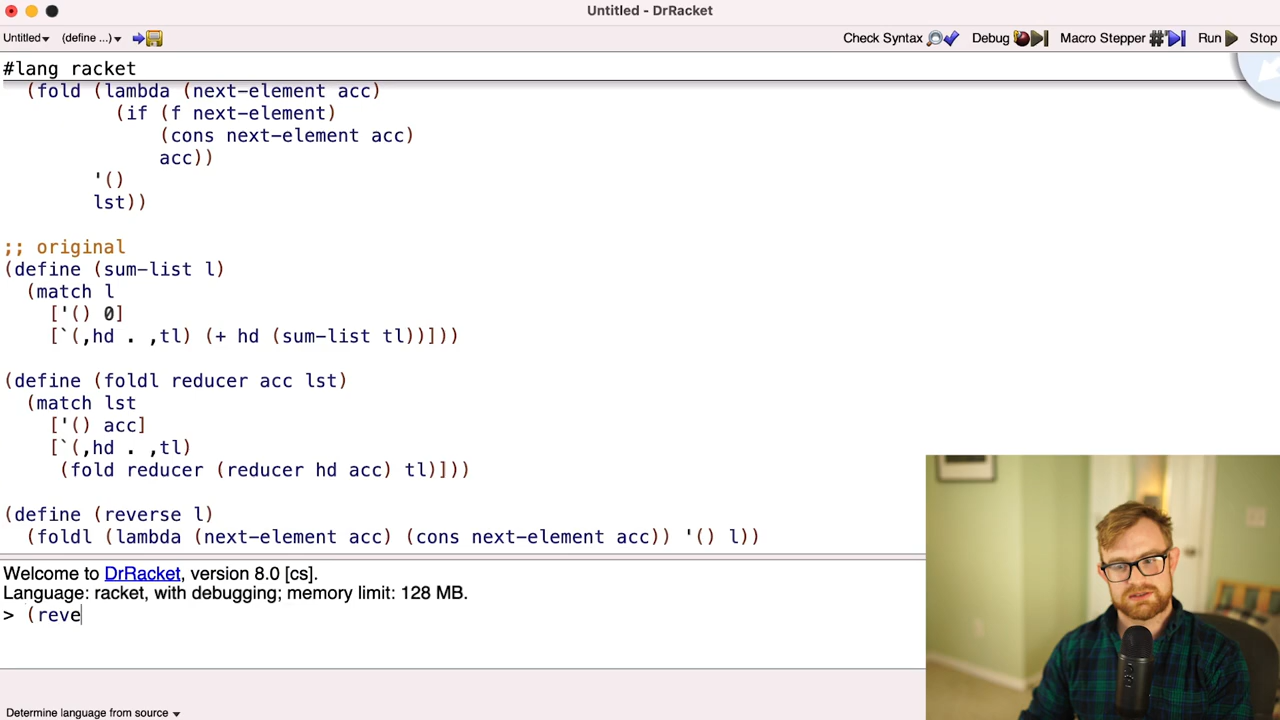 Untitled - DrRacket
Untitled (define ...) Check Syntax Debug Macro Stepper Run Stop
#lang racket
(fold (lambda (next-element acc)
(if (f next-element)
(cons next-element acc)
acc))
'()
lst))
;; original
(define (sum-list l)
(match l
['() 0]
[`(,hd . ,tl) (+ hd (sum-list tl))]))
(define (foldl reducer acc lst)
(match lst
['() acc]
[`(,hd . ,tl)
(fold reducer (reducer hd acc) tl)]))
(define (reverse l)
(foldl (lambda (next-element acc) (cons next-element acc)) '() l))
Welcome to DrRacket, version 8.0 [cs].
Language: racket, with debugging; memory limit: 128 MB.
> (reve
Determine language from source